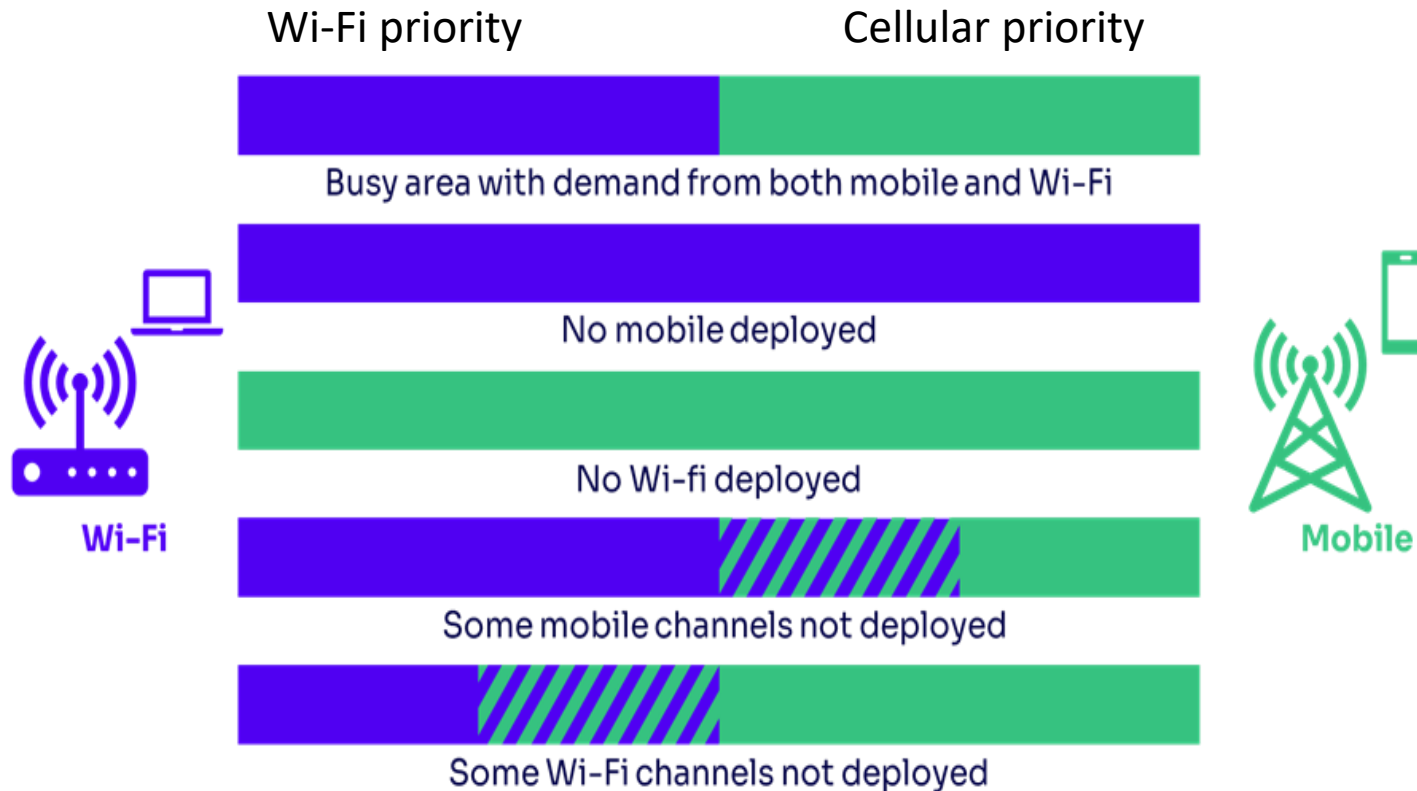 Wi-Fi priority
Cellular priority
Busy area with demand from both mobile and Wi-Fi
No mobile deployed
No Wi-fi deployed
Wi-Fi
Mobile
Some mobile channels not deployed
Some Wi-Fi channels not deployed